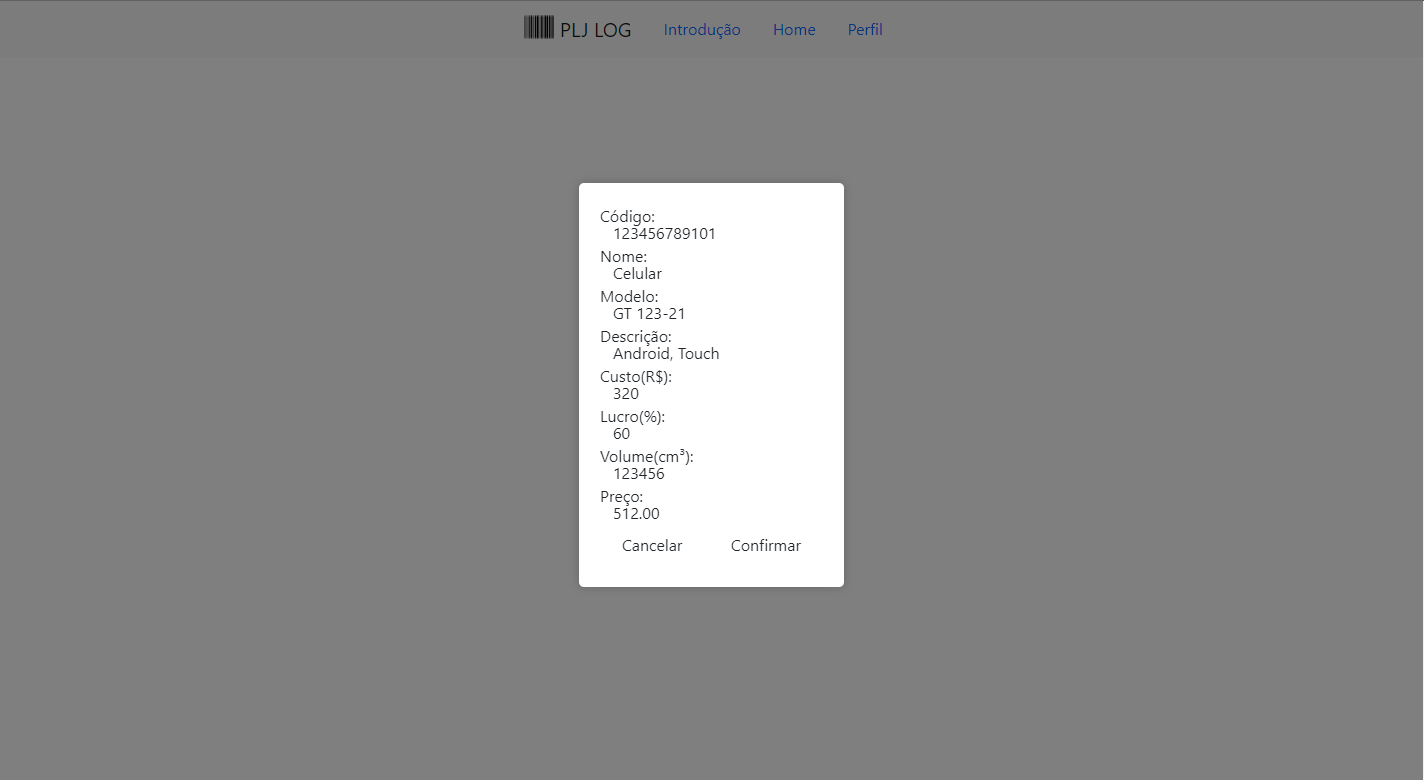 PLJ LOG Introdução Home Perfil
Código:
123456789101
Nome:
Celular
Modelo:
GT 123-21
Descrição:
Android, Touch
Custo(R$):
320
Lucro(%):
60
Volume(cm³):
123456
Preço:
512.00
Cancelar Confirmar